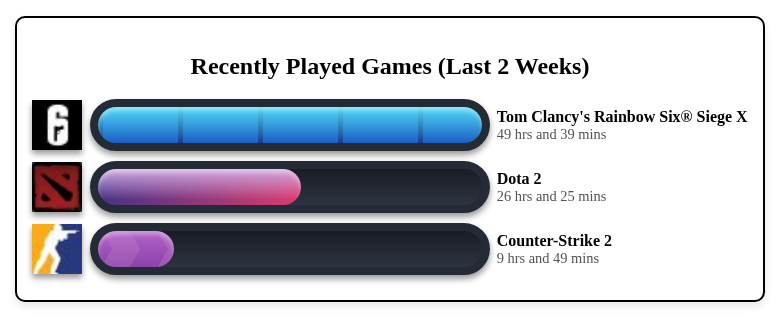 Recently Played Games (Last 2 Weeks)
Tom Clancy's Rainbow Six® Siege X
49 hrs and 39 mins
Dota 2
26 hrs and 25 mins
Counter-Strike 2
9 hrs and 49 mins